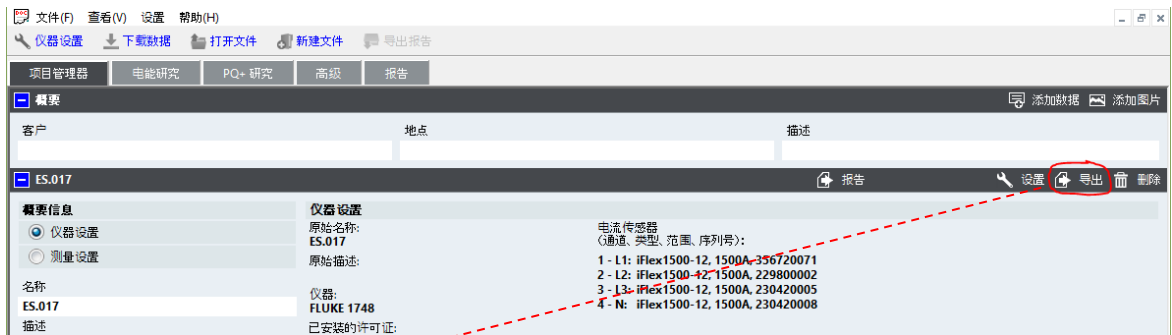 文件(F) 查看(V) 设置 帮助(H)
仪器设置 下载数据 打开文件 新建文件 导出报告
项目管理器 电能研究 PQ+ 研究 高级 报告
概要 添加数据 添加图片
客户 地点 描述
ES.017 报告 设置 导出 删除
概要信息
仪器设置
测量设置
名称
ES.017
描述
仪器设置
原始名称:
ES.017
原始描述:
仪器:
FLUKE 1748
已安装的许可证:
电流传感器
(通道、类型、范围、序列号):
1 - L1: iFlex1500-12, 1500A, 356720071
2 - L2: iFlex1500-12, 1500A, 229800002
3 - L3: iFlex1500-12, 1500A, 230420005
4 - N: iFlex1500-12, 1500A, 230420008